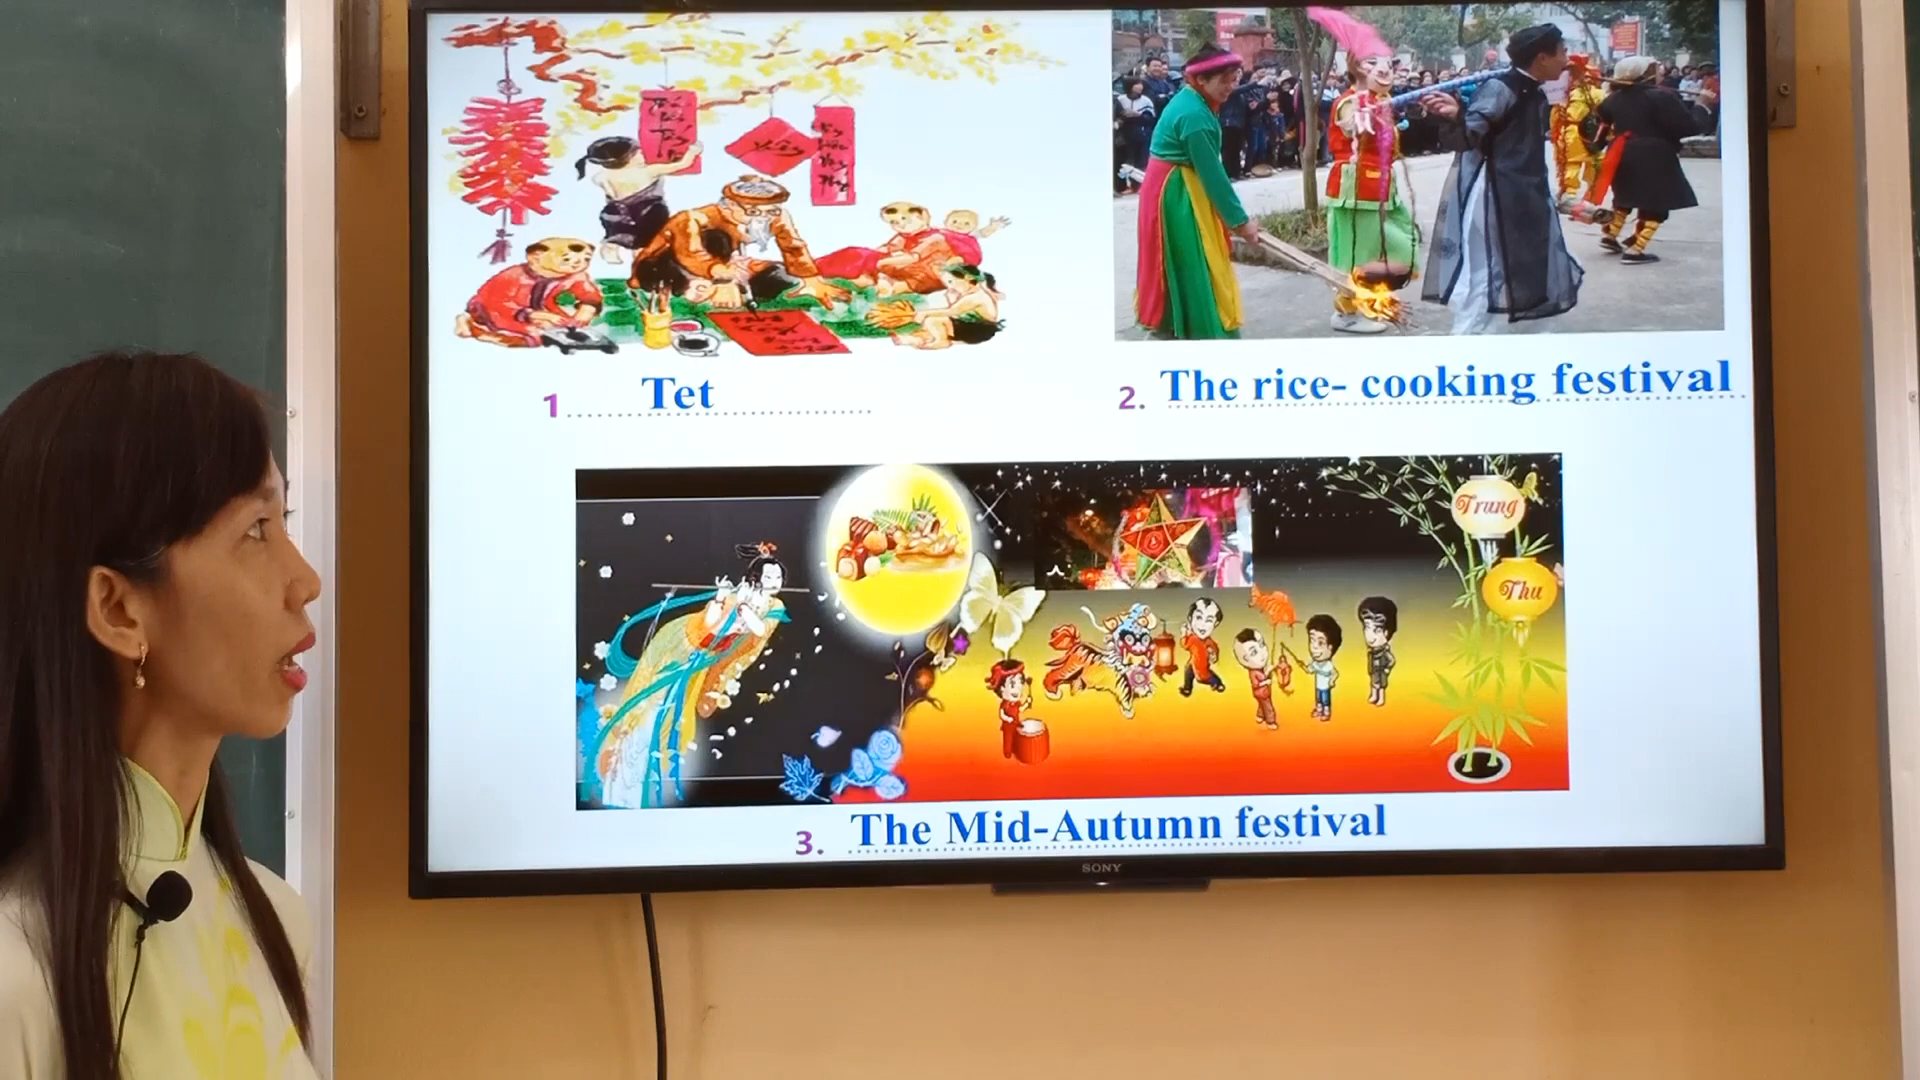 1 Tet
2. The rice- cooking festival
Trung
Thu
3. The Mid-Autumn festival
SONY